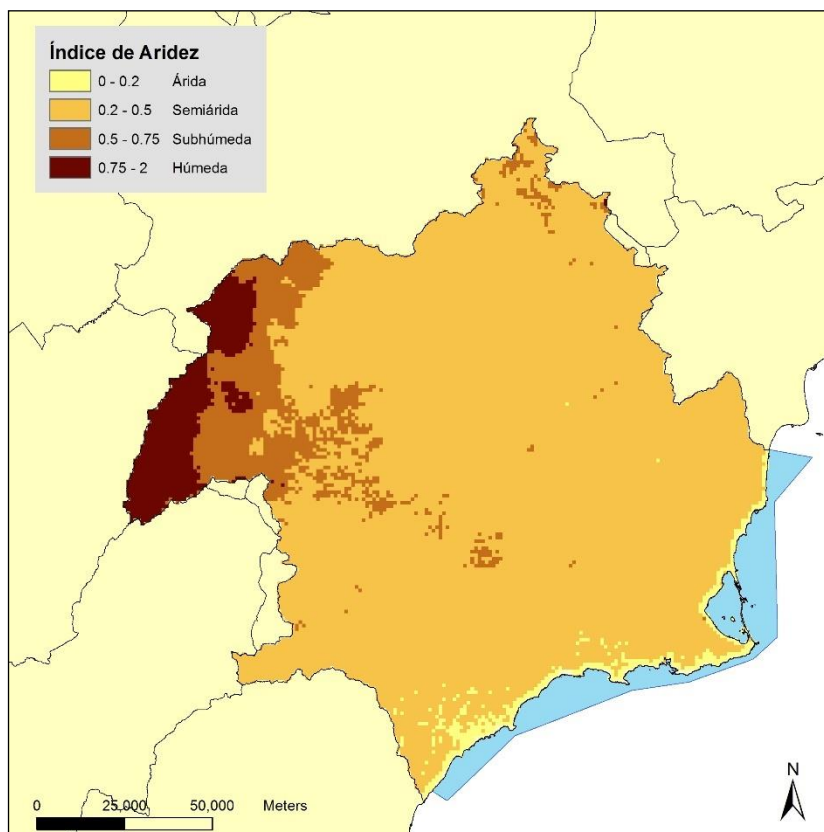 Índice de Aridez
0 - 0.2 Árida
0.2 - 0.5 Semiárida
0.5 - 0.75 Subhúmeda
0.75 - 2 Húmeda
N
0 25,000 50,000 Meters